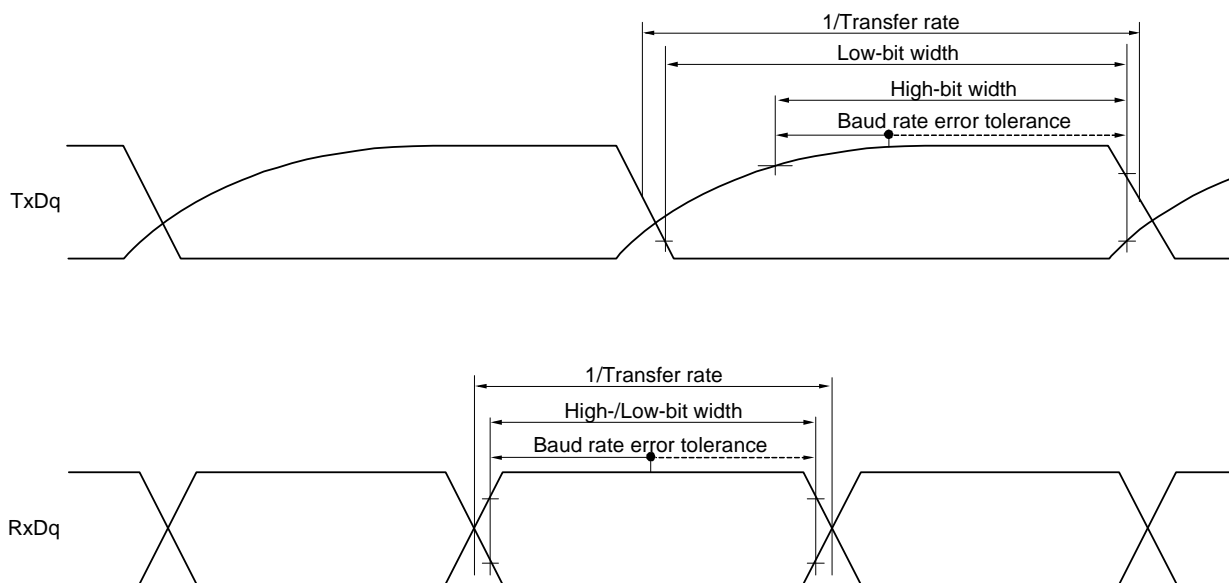 1/Transfer rate
Low-bit width
High-bit width
Baud rate error tolerance
TxDq
1/Transfer rate
High-/Low-bit width
Baud rate error tolerance
RxDq